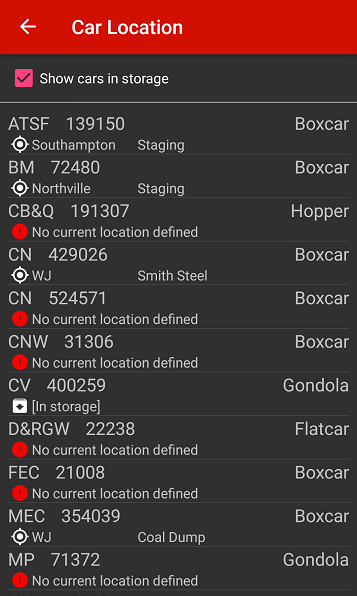 Car Location
Show cars in storage
ATSF 139150 Boxcar
Southampton Staging
BM 72480 Boxcar
Northville Staging
CB&Q 191307 Hopper
No current location defined
CN 429026 Boxcar
WJ Smith Steel
CN 524571 Boxcar
No current location defined
CNW 31306 Boxcar
No current location defined
CV 400259 Gondola
[In storage]
D&RGW 22238 Flatcar
No current location defined
FEC 21008 Boxcar
No current location defined
MEC 354039 Boxcar
WJ Coal Dump
MP 71372 Gondola
No current location defined